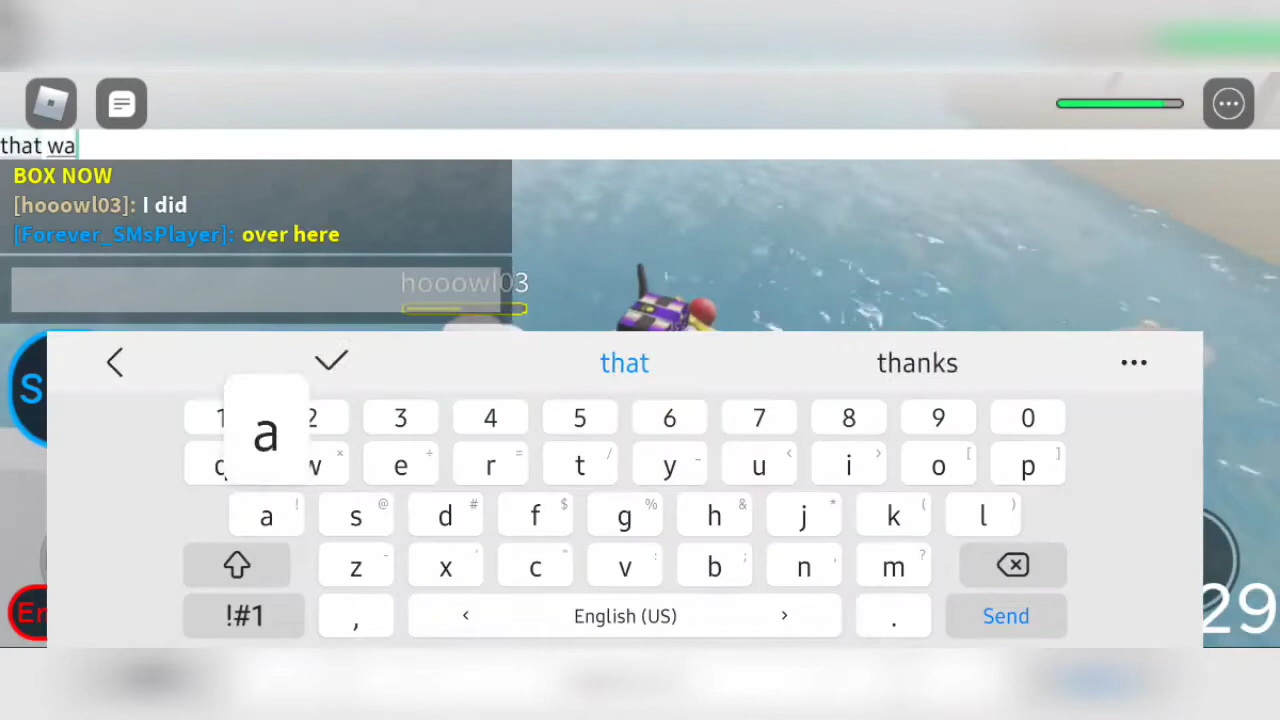 that wa
BOX NOW
[hooowl03]: I did
[Forever_SMsPlayer]: over here
hooowl03
S
that thanks
a
1 2 3 4 5 6 7 8 9 0
q w e r t y u i o p
× ÷ = / _ < > [ ]
a s d f g h j k l
! @ # $ % & * ( )
z x c v b n m
- ' " : ; , ?
!#1 , < English (US) > . Send
Er
29